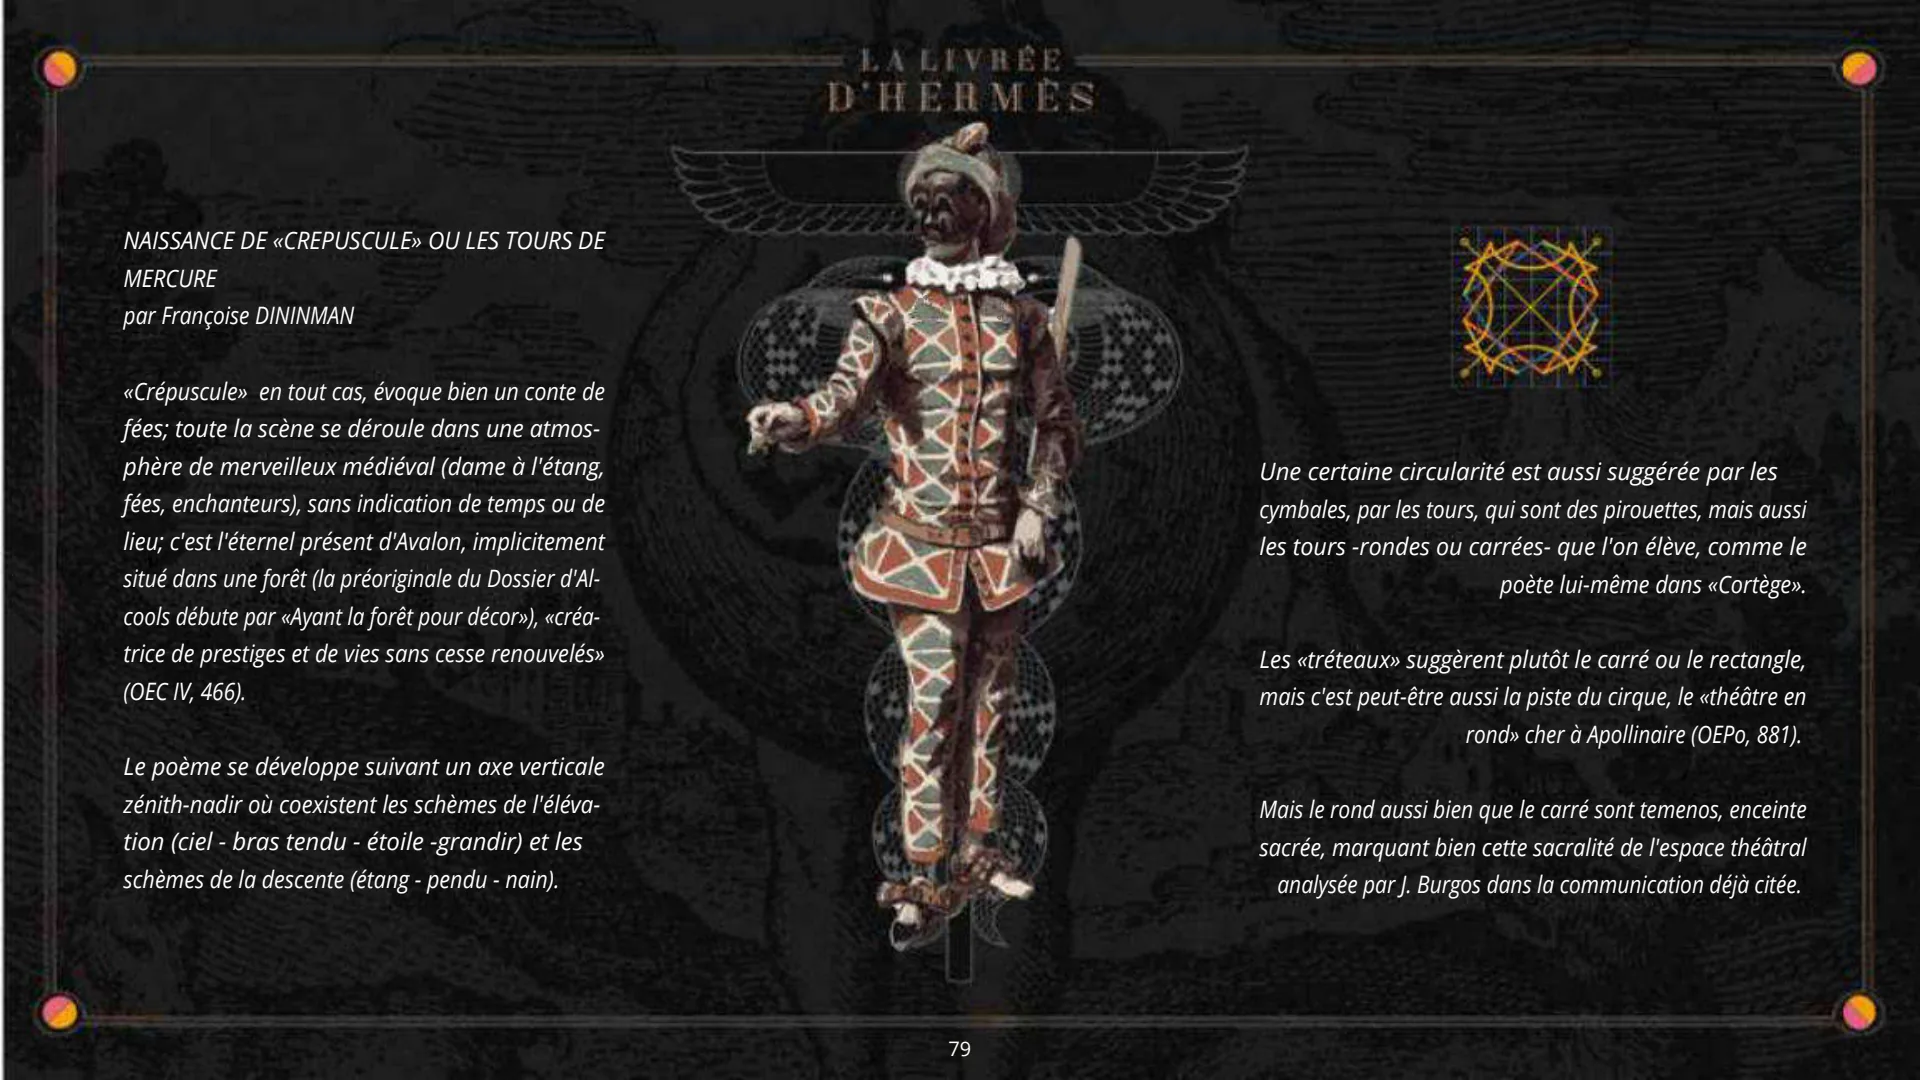 LA LIVRÉE
D'HERMÈS
NAISSANCE DE «CREPUSCULE» OU LES TOURS DE
MERCURE
par Françoise DININMAN
«Crépuscule»  en tout cas, évoque bien un conte de
fées; toute la scène se déroule dans une atmos-
phère de merveilleux médiéval (dame à l'étang,
fées, enchanteurs), sans indication de temps ou de
lieu; c'est l'éternel présent d'Avalon, implicitement
situé dans une forêt (la préoriginale du Dossier d'Al-
cools débute par «Ayant la forêt pour décor»), «créa-
trice de prestiges et de vies sans cesse renouvelés»
(OEC IV, 466).
Le poème se développe suivant un axe verticale
zénith-nadir où coexistent les schèmes de l'éléva-
tion (ciel - bras tendu - étoile -grandir) et les
schèmes de la descente (étang - pendu - nain).
Une certaine circularité est aussi suggérée par les
cymbales, par les tours, qui sont des pirouettes, mais aussi
les tours -rondes ou carrées- que l'on élève, comme le
poète lui-même dans «Cortège».
Les «tréteaux» suggèrent plutôt le carré ou le rectangle,
mais c'est peut-être aussi la piste du cirque, le «théâtre en
rond» cher à Apollinaire (OEPo, 881).
Mais le rond aussi bien que le carré sont temenos, enceinte
sacrée, marquant bien cette sacralité de l'espace théâtral
analysée par J. Burgos dans la communication déjà citée.
79